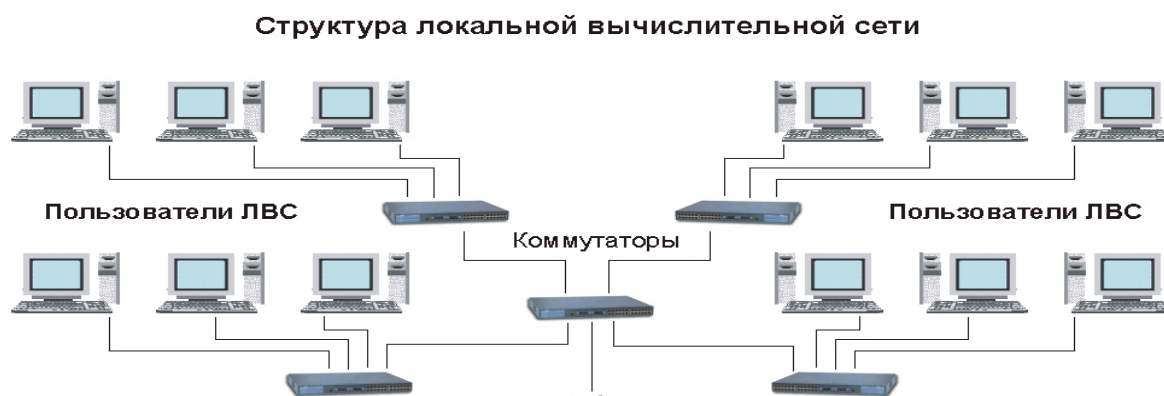 Структура локальной вычислительной сети
Пользователи ЛВС
Пользователи ЛВС
Коммутаторы